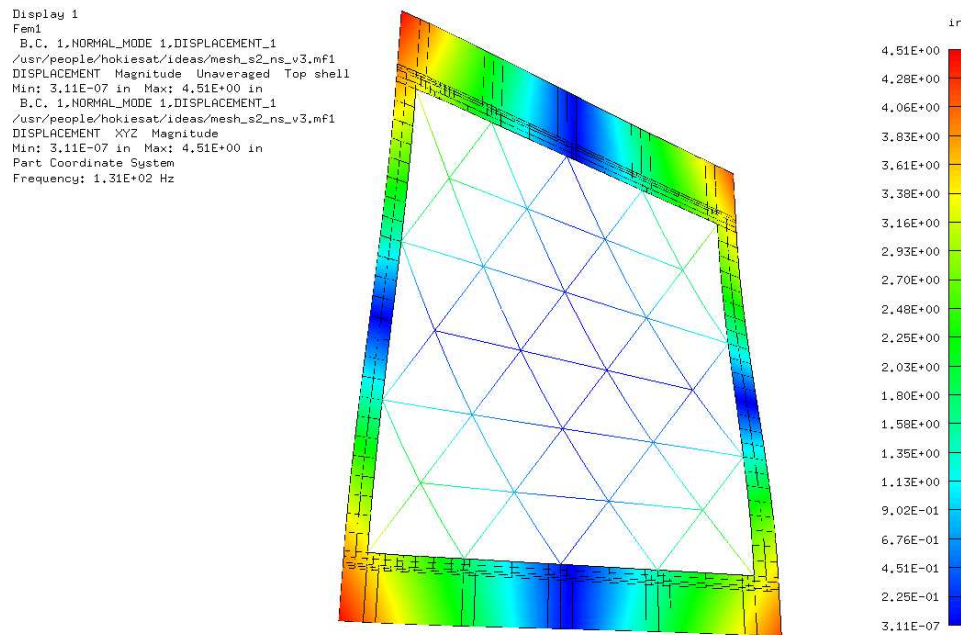 Display 1
Fem1
B.C. 1,NORMAL_MODE 1,DISPLACEMENT_1
/usr/people/hokiesat/ideas/mesh_s2_ns_v3.mf1
DISPLACEMENT Magnitude Unaveraged Top shell
Min: 3.11E-07 in Max: 4.51E+00 in
B.C. 1,NORMAL_MODE 1,DISPLACEMENT_1
/usr/people/hokiesat/ideas/mesh_s2_ns_v3.mf1
DISPLACEMENT XYZ Magnitude
Min: 3.11E-07 in Max: 4.51E+00 in
Part Coordinate System
Frequency: 1.31E+02 Hz
in
4.51E+00
4.28E+00
4.06E+00
3.83E+00
3.61E+00
3.38E+00
3.16E+00
2.93E+00
2.70E+00
2.48E+00
2.25E+00
2.03E+00
1.80E+00
1.58E+00
1.35E+00
1.13E+00
9.02E-01
6.76E-01
4.51E-01
2.25E-01
3.11E-07